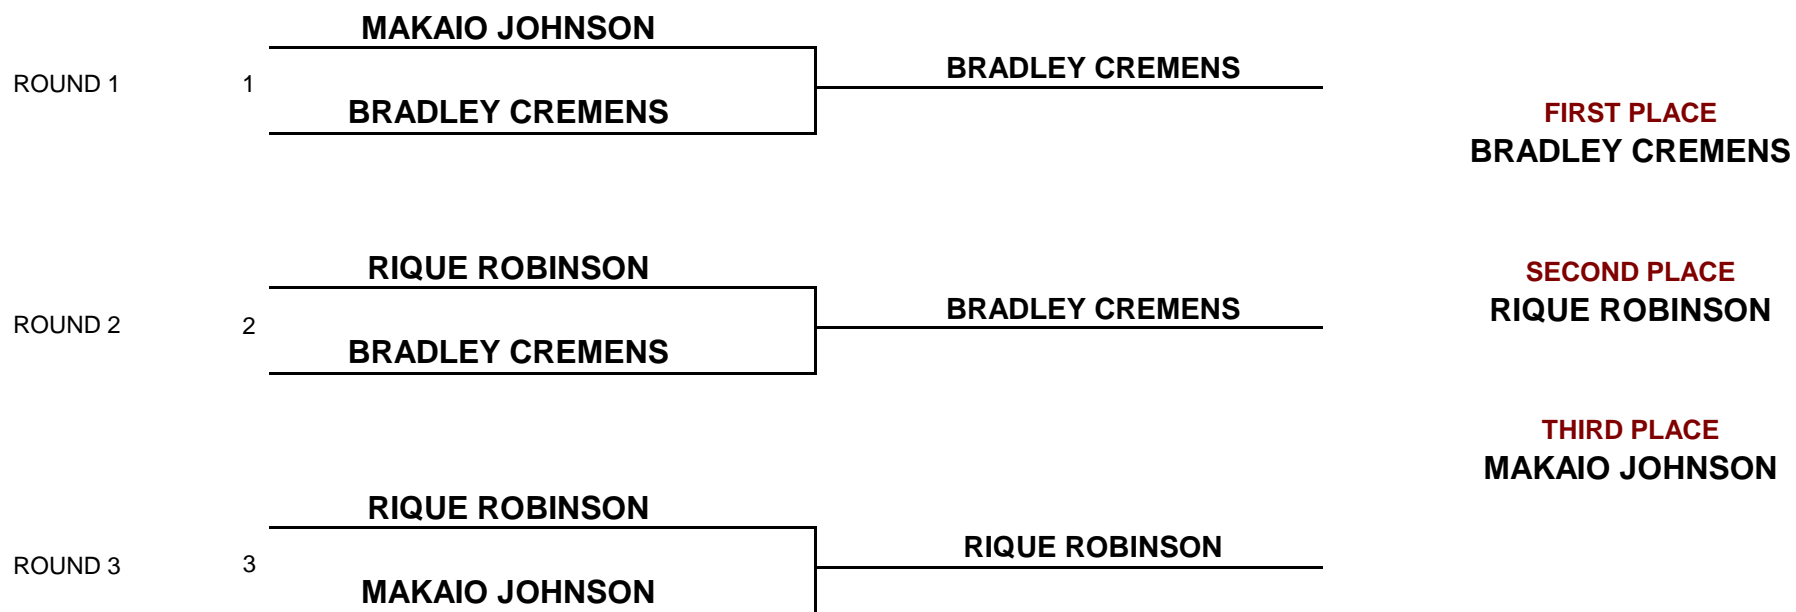 MAKAIO JOHNSON
ROUND 1
1
BRADLEY CREMENS
BRADLEY CREMENS
FIRST PLACE
BRADLEY CREMENS
RIQUE ROBINSON
ROUND 2
2
BRADLEY CREMENS
BRADLEY CREMENS
SECOND PLACE
RIQUE ROBINSON
THIRD PLACE
MAKAIO JOHNSON
RIQUE ROBINSON
ROUND 3
3
RIQUE ROBINSON
MAKAIO JOHNSON